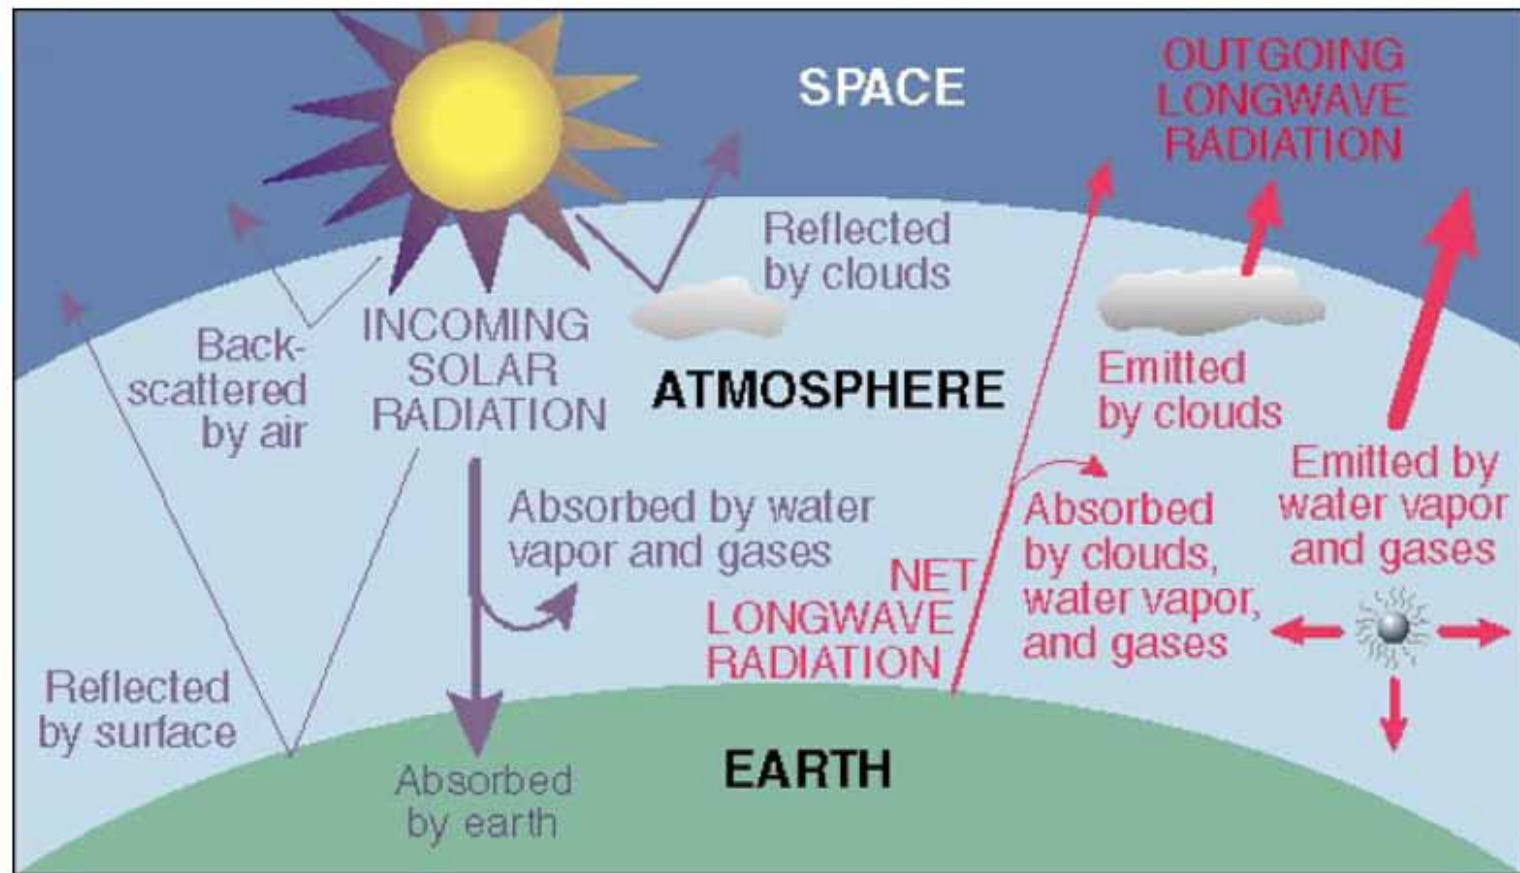 SPACE
OUTGOING
LONGWAVE
RADIATION
Reflected
by clouds
Back-
scattered
by air
INCOMING
SOLAR
RADIATION
ATMOSPHERE
Emitted
by clouds
Absorbed by water
vapor and gases
NET
LONGWAVE
RADIATION
Absorbed
by clouds,
water vapor,
and gases
Emitted by
water vapor
and gases
Reflected
by surface
Absorbed
by earth
EARTH